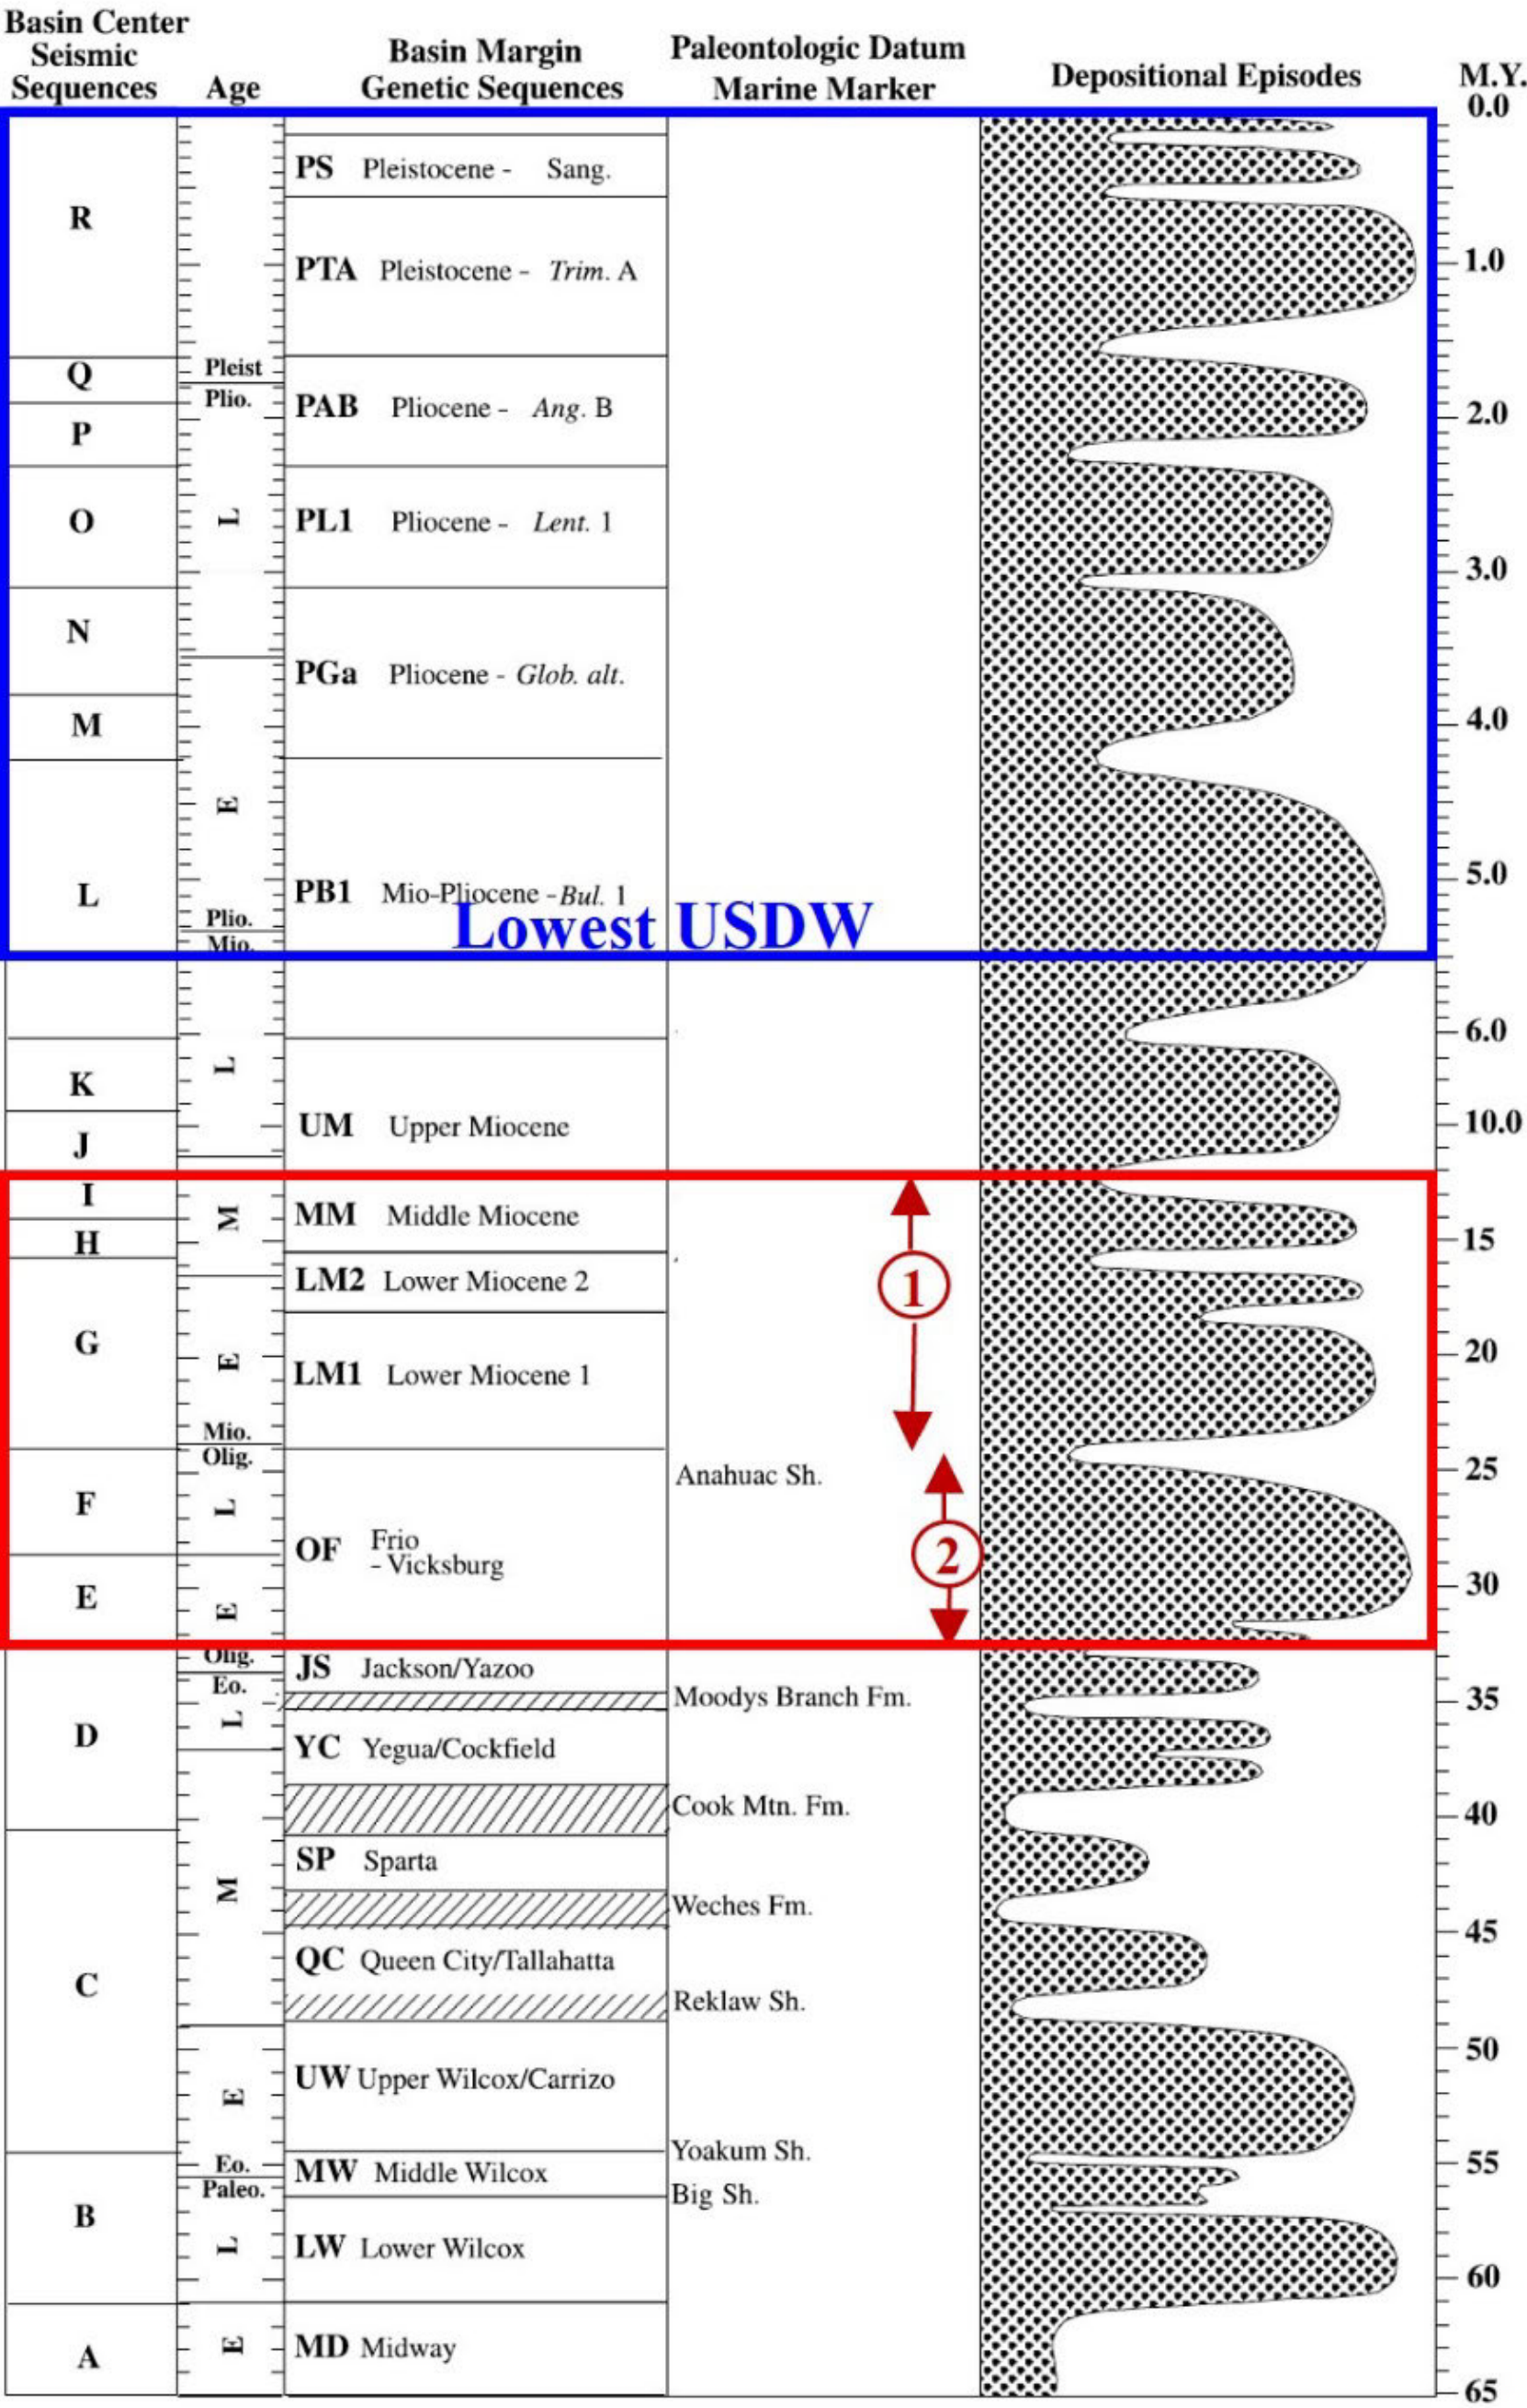 Basin Center
Seismic
Sequences
Age
Basin Margin
Genetic Sequences
Paleontologic Datum
Marine Marker
Depositional Episodes
M.Y.
0.0
R
PS Pleistocene - Sang.
PTA Pleistocene - Trim. A
1.0
Q
Pleist
Plio.
PAB Pliocene - Ang. B
P
2.0
O
L
PL1 Pliocene - Lent. 1
3.0
N
PGa Pliocene - Glob. alt.
M
4.0
E
L
PB1 Mio-Pliocene - Bul. 1
5.0
Plio.
Mio.
Lowest USDW
6.0
K
L
UM Upper Miocene
10.0
J
I
M
MM Middle Miocene
H
15
LM2 Lower Miocene 2
1
G
E
LM1 Lower Miocene 1
20
Mio.
Olig.
Anahuac Sh.
25
F
L
OF Frio
- Vicksburg
2
E
E
30
Olig.
Eo.
JS Jackson/Yazoo
Moodys Branch Fm.
35
D
L
YC Yegua/Cockfield
Cook Mtn. Fm.
40
SP Sparta
M
Weches Fm.
45
C
QC Queen City/Tallahatta
Reklaw Sh.
50
E
UW Upper Wilcox/Carrizo
Yoakum Sh.
55
Eo.
Paleo.
MW Middle Wilcox
Big Sh.
B
L
LW Lower Wilcox
60
A
E
MD Midway
65